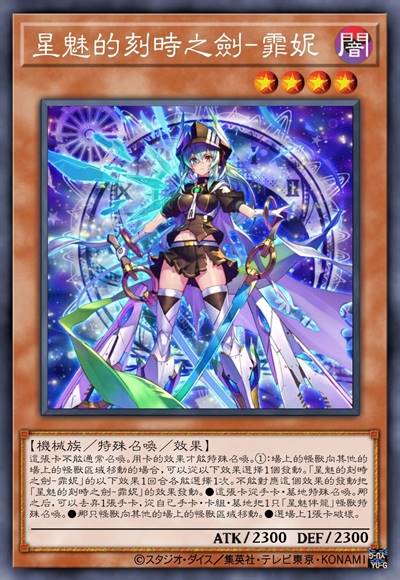 星魅的刻時之劍-霏妮
闇
【機械族／特殊召喚／效果】
這張卡不能通常召喚。用卡的效果才能特殊召喚。①：場上的怪獸向其他的
場上的怪獸區域移動的場合，可以從以下效果選擇1個發動。「星魅的刻時
之劍-霏妮」的以下效果1回合各能選擇1次。不能對應這個效果的發動把
「星魅的刻時之劍-霏妮」的效果發動。●這張卡從手卡・墓地特殊召喚。那
之後，可以丟弃1張手卡，從自己手卡・卡組・墓地把1只「星魅件龍」怪獸特
殊召喚。●那只怪獸向其他的場上的怪獸區域移動。●選場上1張卡破壞。
ATK / 2300 DEF / 2300
©スタジオ・ダイス／集英社・テレビ東京・KONAMI
YU-G